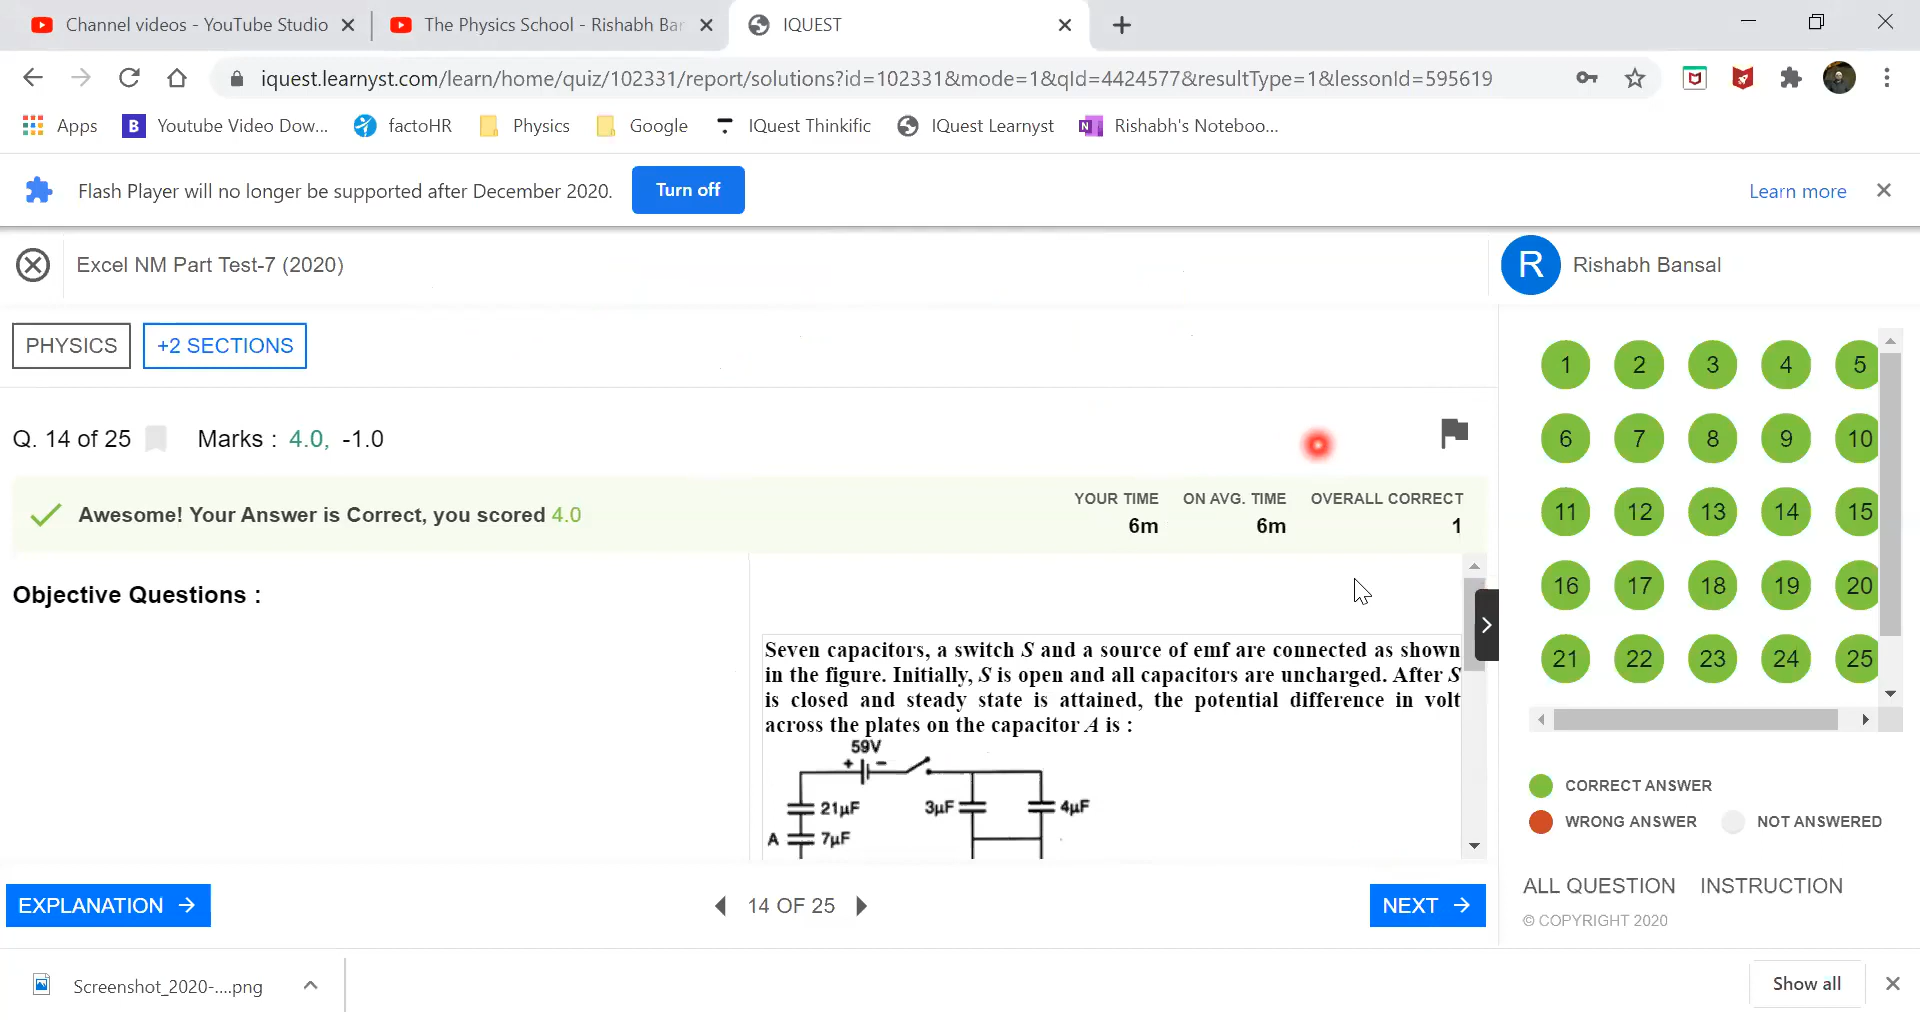 Channel videos - YouTube Studio
The Physics School - Rishabh Ban
IQUEST
iquest.learnyst.com/learn/home/quiz/102331/report/solutions?id=102331&mode=1&qId=4424577&resultType=1&lessonId=595619
Apps
B Youtube Video Dow...
factoHR
Physics
Google
IQuest Thinkific
IQuest Learnyst
Rishabh's Noteboo...
Flash Player will no longer be supported after December 2020.
Turn off
Learn more
Excel NM Part Test-7 (2020)
R Rishabh Bansal
PHYSICS
+2 SECTIONS
Q. 14 of 25 Marks : 4.0, -1.0
Awesome! Your Answer is Correct, you scored 4.0
YOUR TIME ON AVG. TIME OVERALL CORRECT
6m 6m 1
Objective Questions :
Seven capacitors, a switch S and a source of emf are connected as shown
in the figure. Initially, S is open and all capacitors are uncharged. After S
is closed and steady state is attained, the potential difference in volt
across the plates on the capacitor A is :
59V
+ −
21μF 3μF 4μF
A 7μF
1 2 3 4 5
6 7 8 9 10
11 12 13 14 15
16 17 18 19 20
21 22 23 24 25
CORRECT ANSWER
WRONG ANSWER NOT ANSWERED
ALL QUESTION INSTRUCTION
© COPYRIGHT 2020
EXPLANATION
14 OF 25
NEXT
Screenshot_2020-....png
Show all